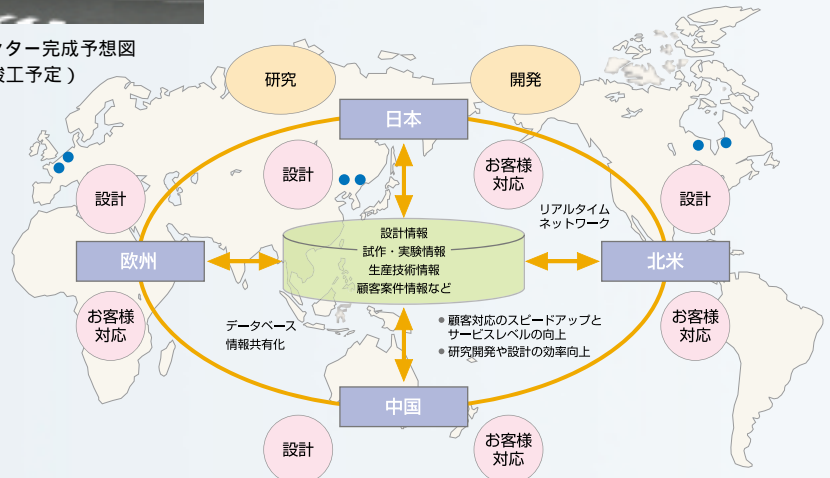 ター完成予想図
竣工予定）
研究
開発
日本
設計
お客様
対応
設計
設計
リアルタイム
ネットワーク
設計情報
試作・実験情報
生産技術情報
顧客案件情報など
欧州
北米
お客様
対応
お客様
対応
データベース
情報共有化
● 顧客対応のスピードアップと
サービスレベルの向上
● 研究開発や設計の効率向上
中国
設計
お客様
対応